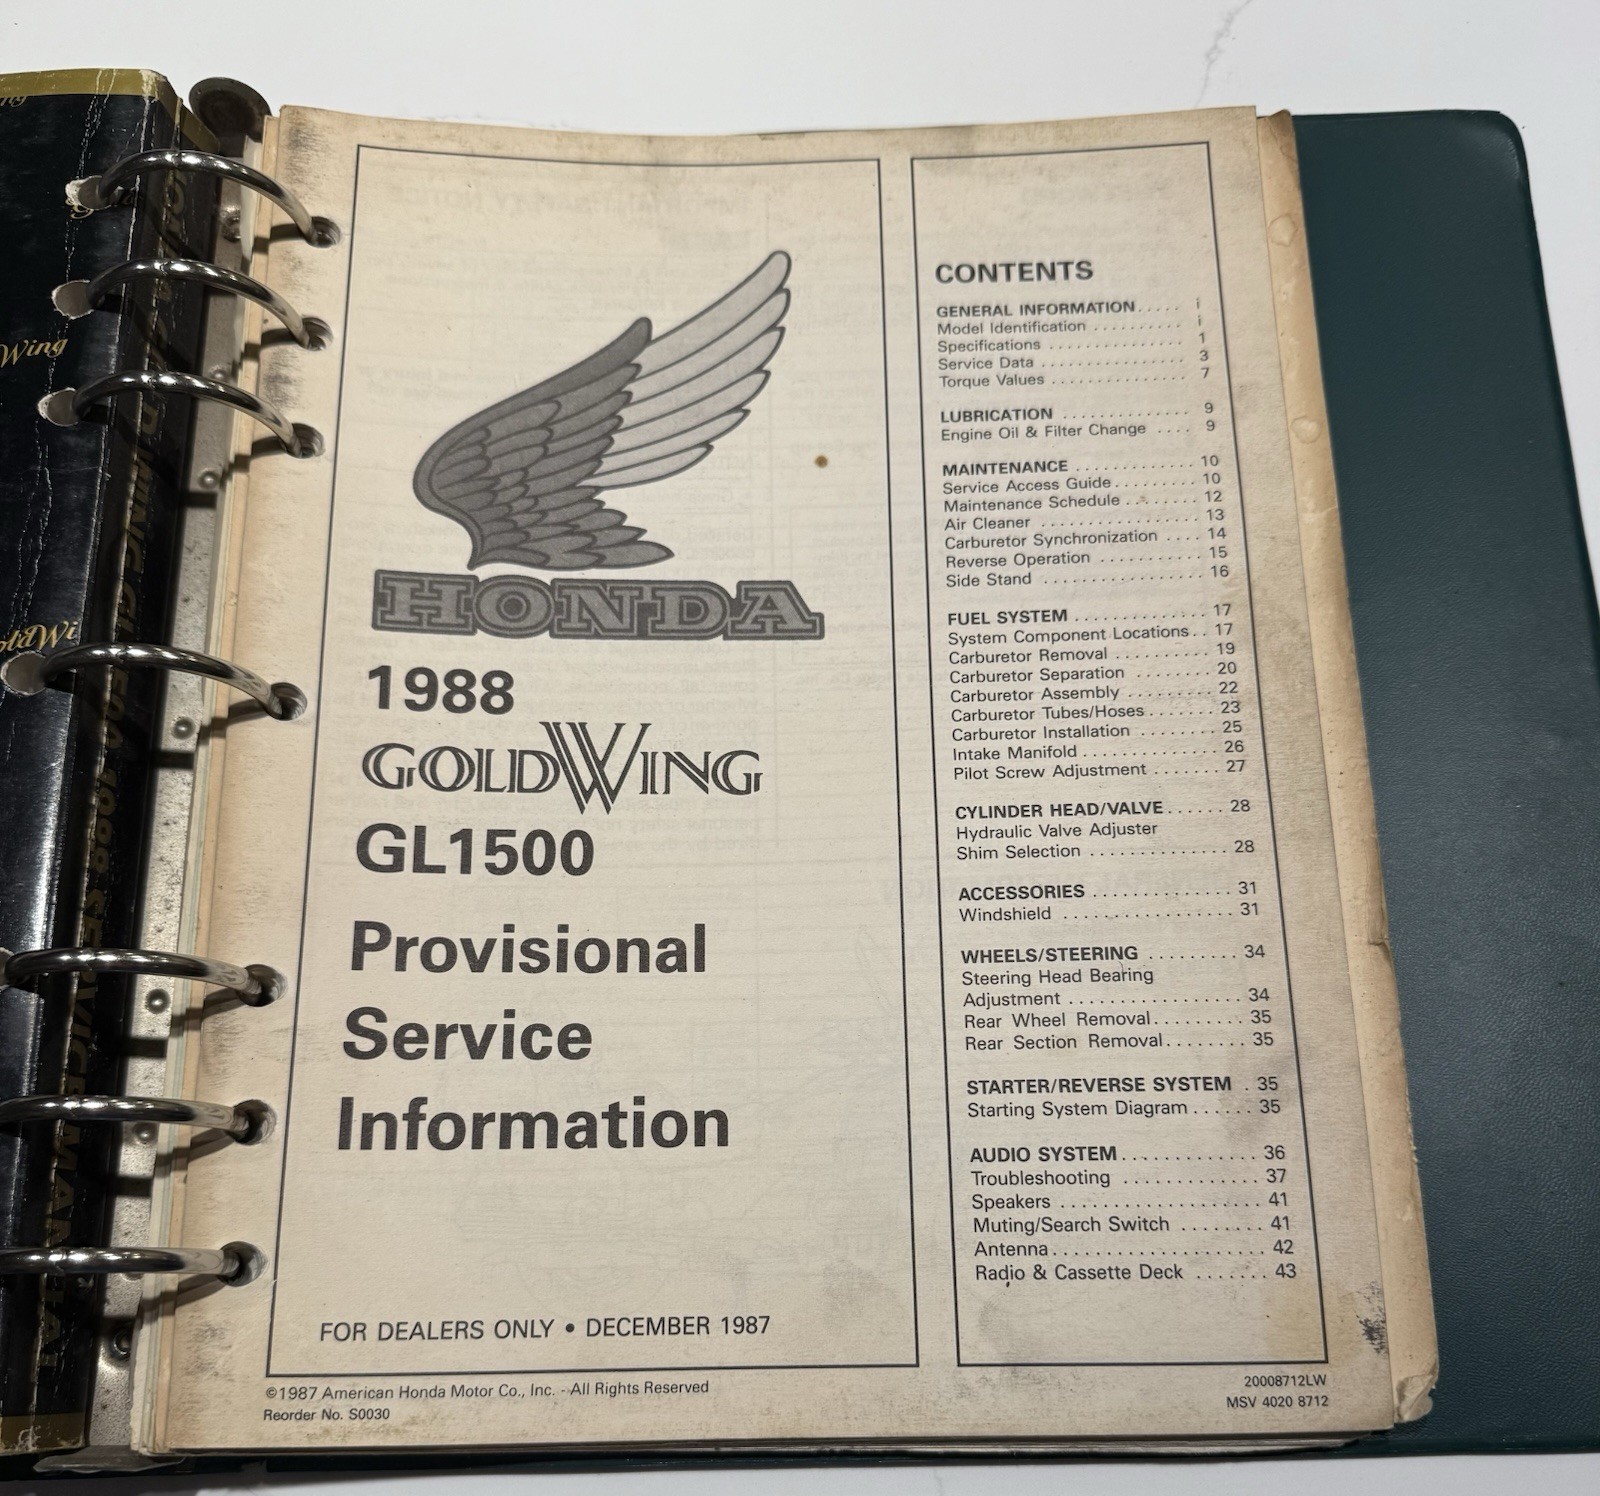 Wing
HONDA
1988
GOLDWING
GL1500
Provisional
Service
Information
FOR DEALERS ONLY • DECEMBER 1987
©1987 American Honda Motor Co., Inc. - All Rights Reserved
Reorder No. S0030
CONTENTS
GENERAL INFORMATION..... i
Model Identification .......... i
Specifications ............... 1
Service Data ................ 3
Torque Values ............... 7
LUBRICATION .............. 9
Engine Oil & Filter Change .... 9
MAINTENANCE ............. 10
Service Access Guide......... 10
Maintenance Schedule ........ 12
Air Cleaner ................. 13
Carburetor Synchronization .... 14
Reverse Operation ........... 15
Side Stand ................. 16
FUEL SYSTEM .............. 17
System Component Locations.. 17
Carburetor Removal .......... 19
Carburetor Separation ........ 20
Carburetor Assembly ......... 22
Carburetor Tubes/Hoses ....... 23
Carburetor Installation ........ 25
Intake Manifold .............. 26
Pilot Screw Adjustment ....... 27
CYLINDER HEAD/VALVE ...... 28
Hydraulic Valve Adjuster
Shim Selection .............. 28
ACCESSORIES .............. 31
Windshield ................. 31
WHEELS/STEERING ......... 34
Steering Head Bearing
Adjustment ................. 34
Rear Wheel Removal......... 35
Rear Section Removal........ 35
STARTER/REVERSE SYSTEM . 35
Starting System Diagram ...... 35
AUDIO SYSTEM............. 36
Troubleshooting ............. 37
Speakers ................... 41
Muting/Search Switch ........ 41
Antenna.................... 42
Radio & Cassette Deck ....... 43
20008712LW
MSV 4020 8712